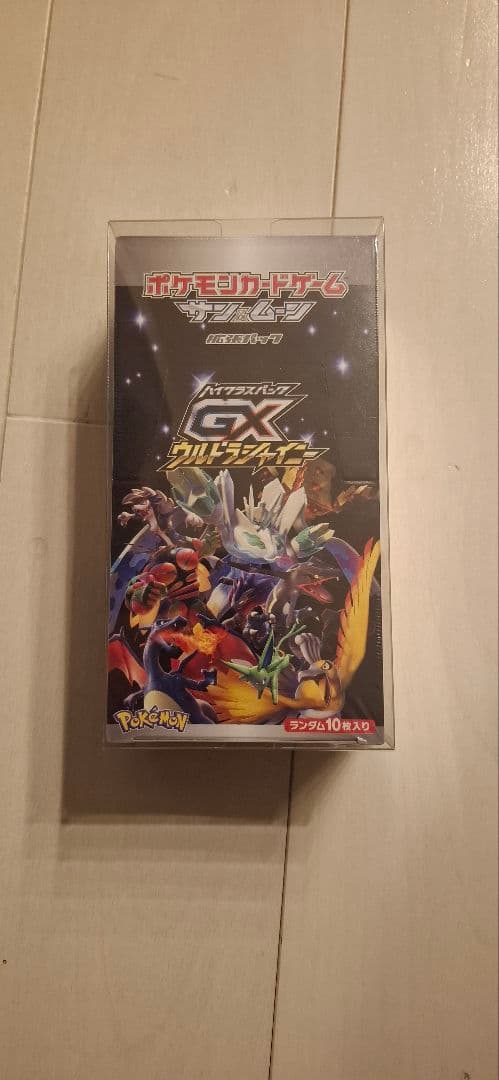 ポケモンカードゲーム
サン&ムーン
拡張パック
ハイクラスパック
GX
ウルトラシャイニー
POKéMON
ランダム10枚入り